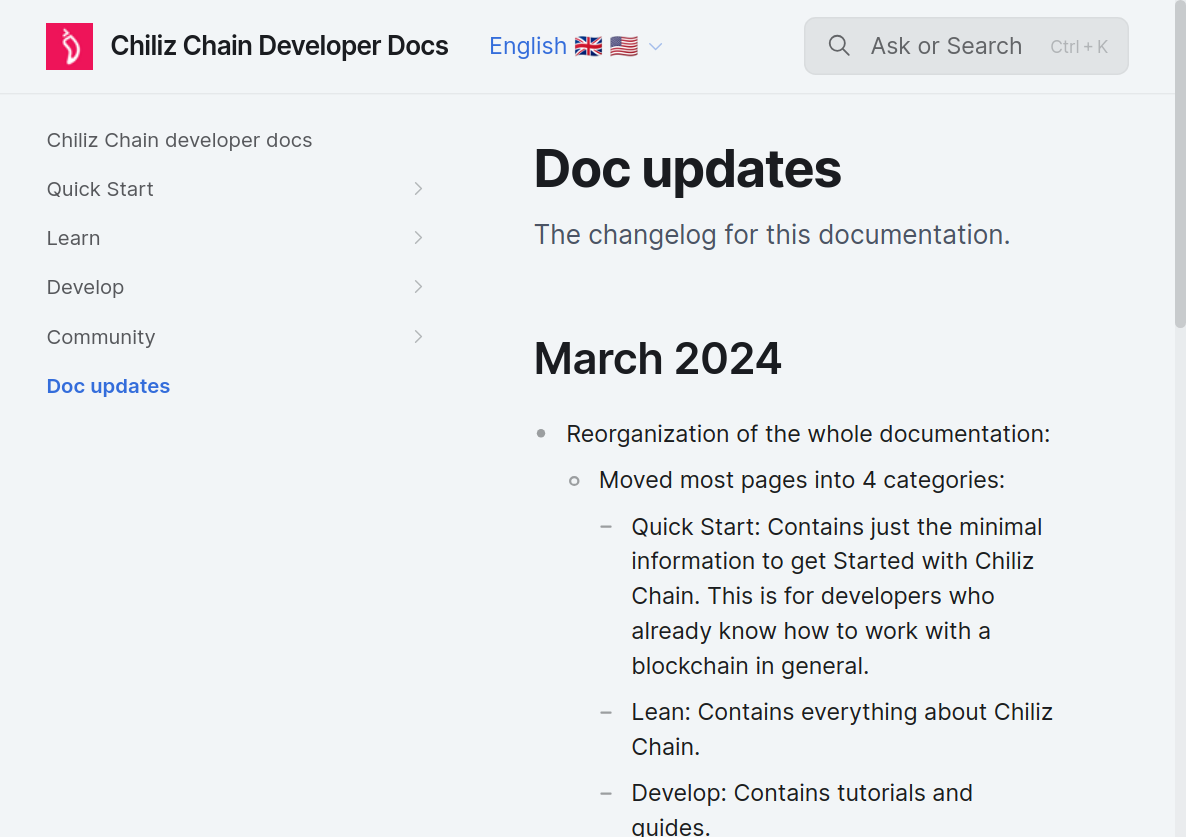 Chiliz Chain Developer Docs
English 🇬🇧 🇺🇸
Ask or Search
Ctrl + K
Chiliz Chain developer docs
Quick Start
Learn
Develop
Community
Doc updates
Doc updates
The changelog for this documentation.
March 2024
Reorganization of the whole documentation:
Moved most pages into 4 categories:
Quick Start: Contains just the minimal
information to get Started with Chiliz
Chain. This is for developers who
already know how to work with a
blockchain in general.
Lean: Contains everything about Chiliz
Chain.
Develop: Contains tutorials and
guides.